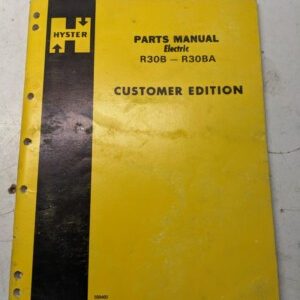 HYSTER
PARTS MANUAL
Electric
R30B — R30BA
CUSTOMER EDITION